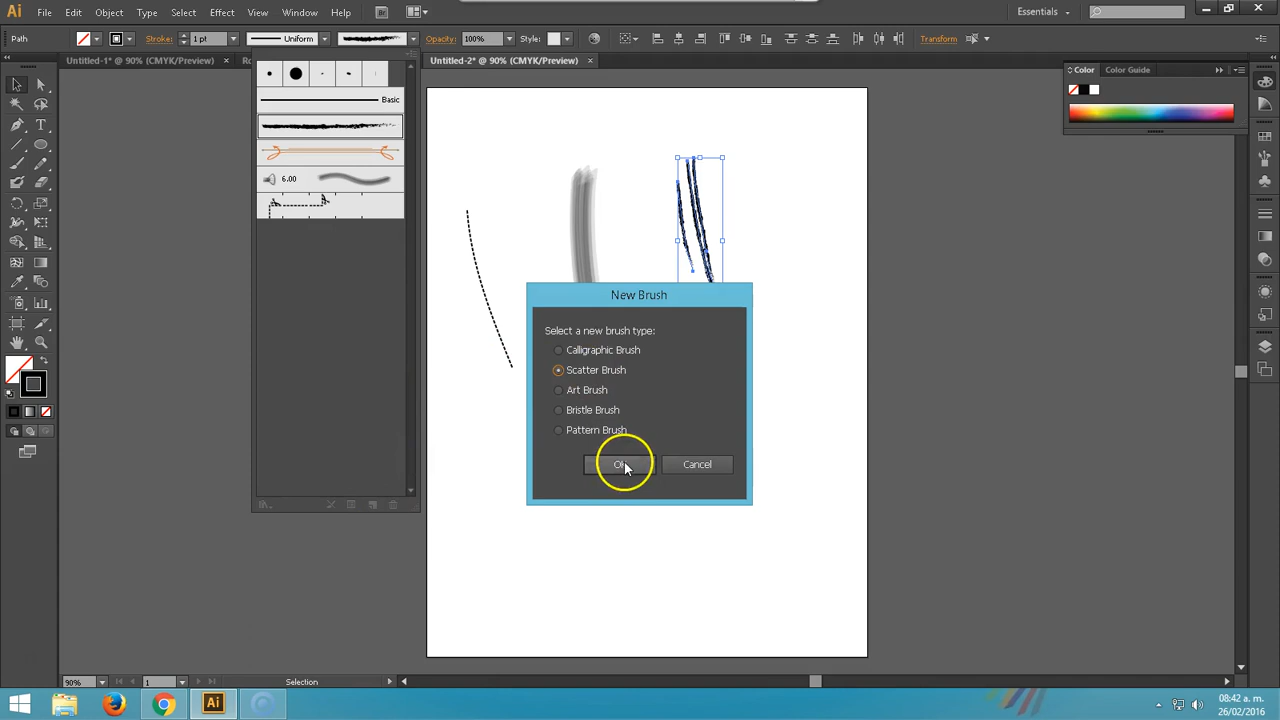 Ai File Edit Object Type Select Effect View Window Help Br Essentials
Path Stroke: 1 pt Uniform Opacity: 100% Style: Transform
Untitled-1* @ 90% (CMYK/Preview) × Untitled-2* @ 90% (CMYK/Preview) ×
Color Color Guide
Basic
6.00
New Brush
Select a new brush type:
Calligraphic Brush
Scatter Brush
Art Brush
Bristle Brush
Pattern Brush
Cancel
90% 1 Selection
Ai 08:42 a. m.
26/02/2016